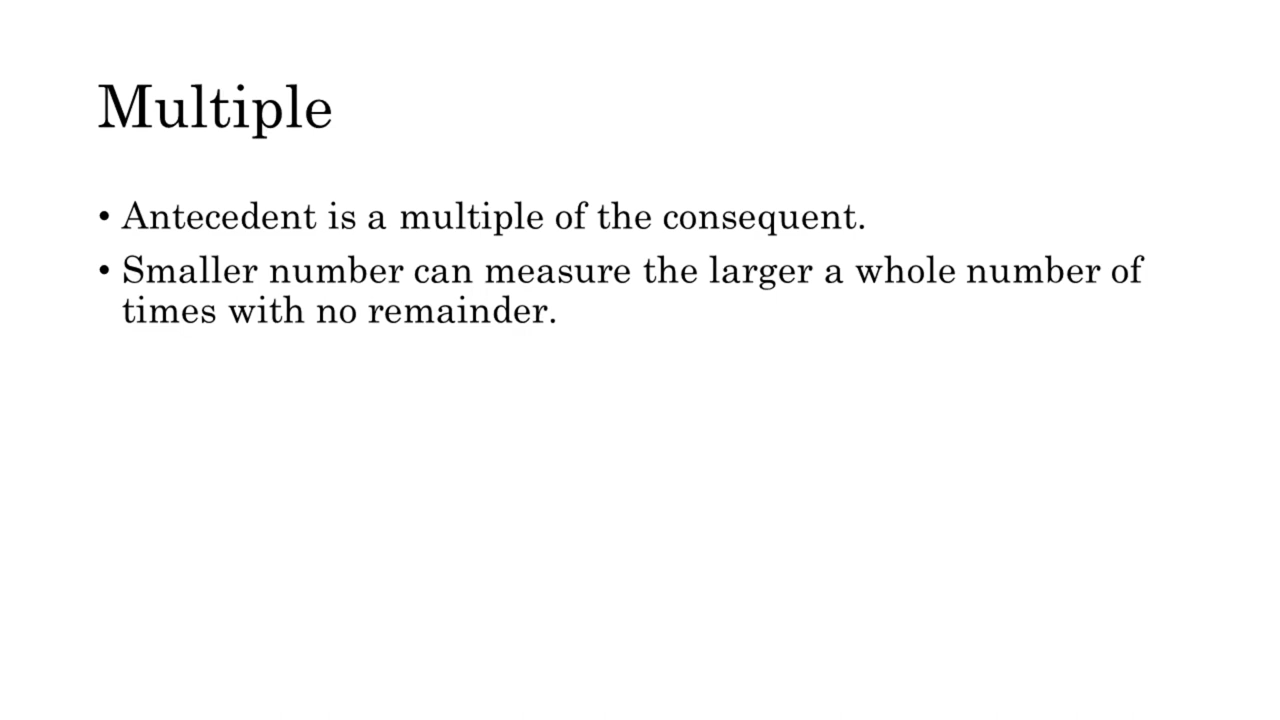 Multiple
• Antecedent is a multiple of the consequent.
• Smaller number can measure the larger a whole number of
times with no remainder.